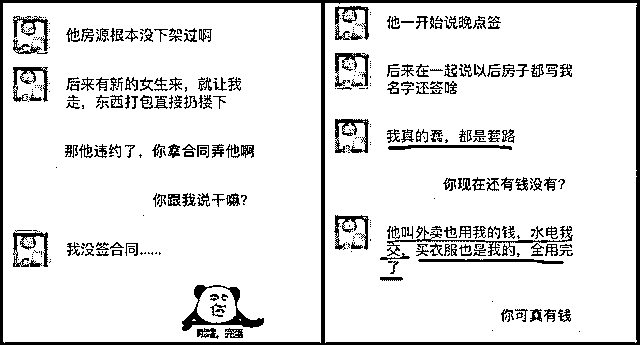 他房源根本没下架过啊
后来有新的女生来，就让我
走，东西打包直接扔楼下
那他违约了，你拿合同弄他啊
你跟我说干嘛？
我没签合同......
他一开始说晚点签
后来在一起说以后房子都写我
名字还签啥
我真的蠢，都是套路
你现在还有钱没有？
他叫外卖也用我的钱，水电我
交，买衣服也是我的，全用完
了
你可真有钱